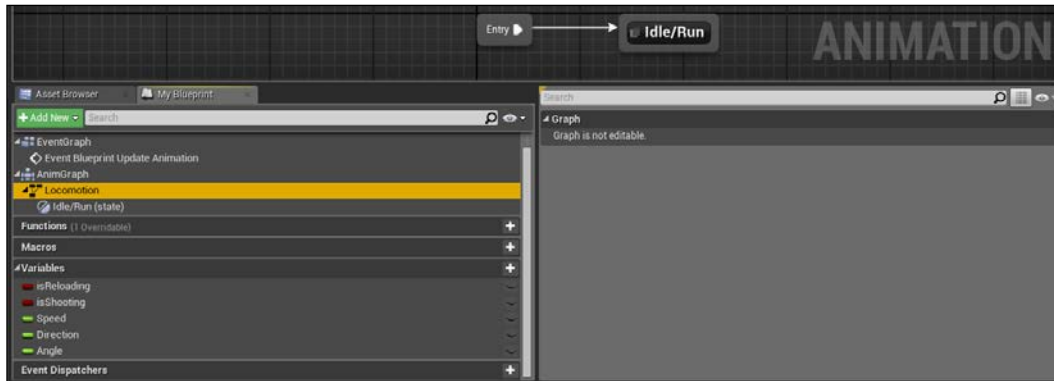 Entry
Idle/Run
ANIMATION
Asset Browser
My Blueprint
Add New
Search
EventGraph
Event Blueprint Update Animation
AnimGraph
Locomotion
Idle/Run (state)
Functions (1 Overridable)
Macros
Variables
isReloading
isShooting
Speed
Direction
Angle
Event Dispatchers
Search
Graph
Graph is not editable.